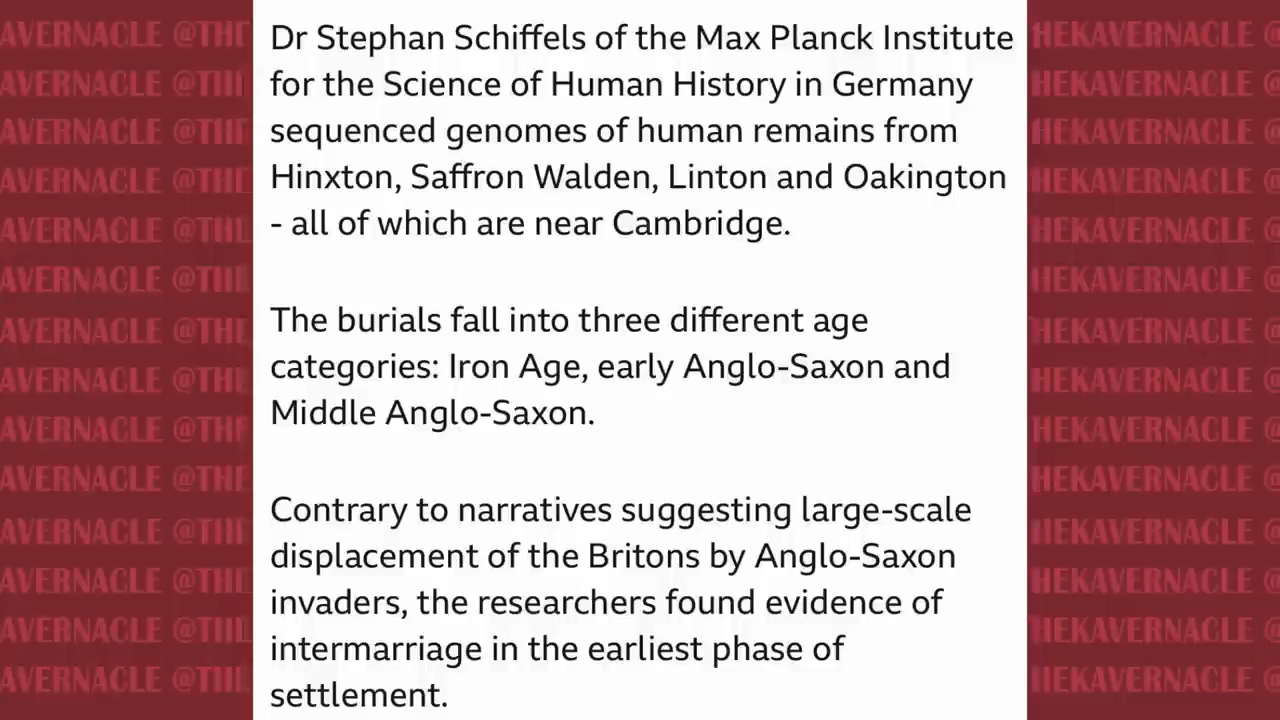 Dr Stephan Schiffels of the Max Planck Institute
for the Science of Human History in Germany
sequenced genomes of human remains from
Hinxton, Saffron Walden, Linton and Oakington
- all of which are near Cambridge.
The burials fall into three different age
categories: Iron Age, early Anglo-Saxon and
Middle Anglo-Saxon.
Contrary to narratives suggesting large-scale
displacement of the Britons by Anglo-Saxon
invaders, the researchers found evidence of
intermarriage in the earliest phase of
settlement.